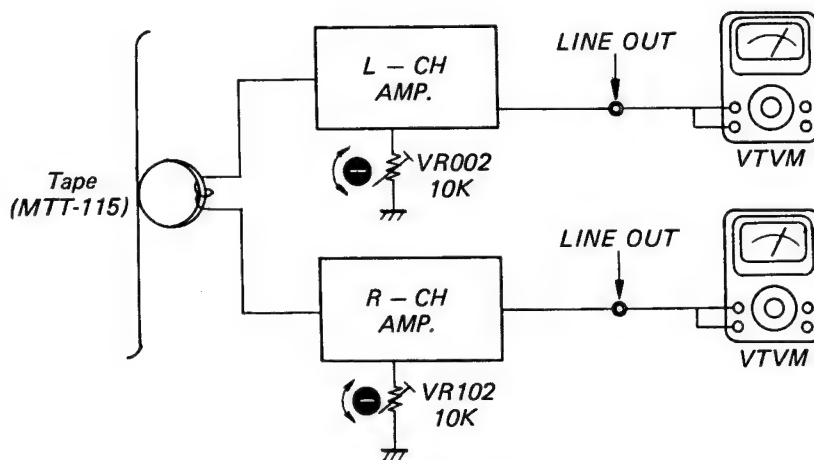 L – CH
AMP.
LINE OUT
VTVM
VR002
10K
Tape
(MTT-115)
LINE OUT
R – CH
AMP.
VTVM
VR102
10K